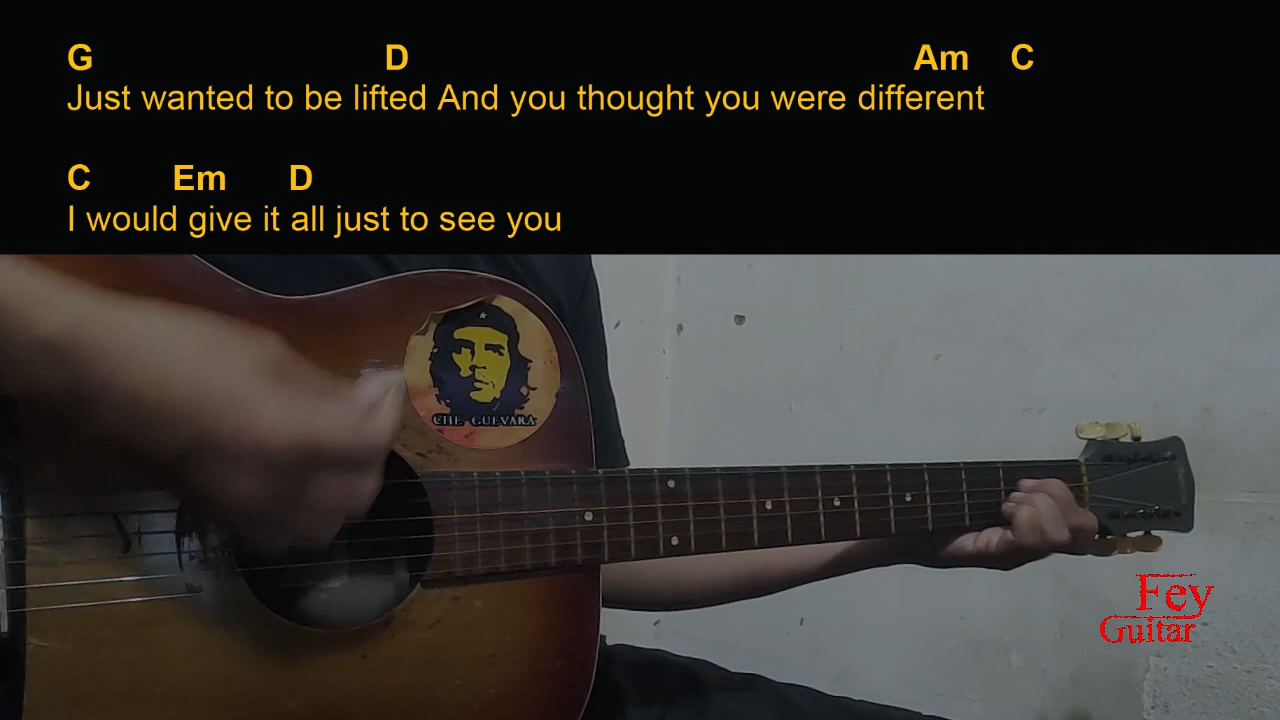 G D Am C
Just wanted to be lifted And you thought you were different
C Em D
I would give it all just to see you
CHE GUEVARA
Fey
Guitar